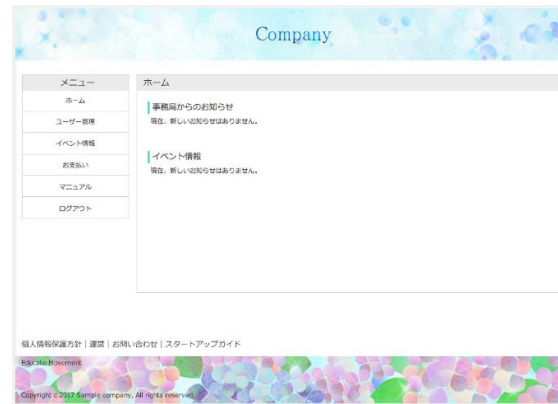 Company
メニュー
ホーム
ユーザー管理
イベント情報
お支払い
マニュアル
ログアウト
ホーム
事務局からのお知らせ
現在、新しいお知らせはありません。
イベント情報
現在、新しいお知らせはありません。
個人情報保護方針 | 運営 | お問い合わせ | スタートアップガイド
Educate Movement
Copyright c 2017 Sample company, All rights reserved.